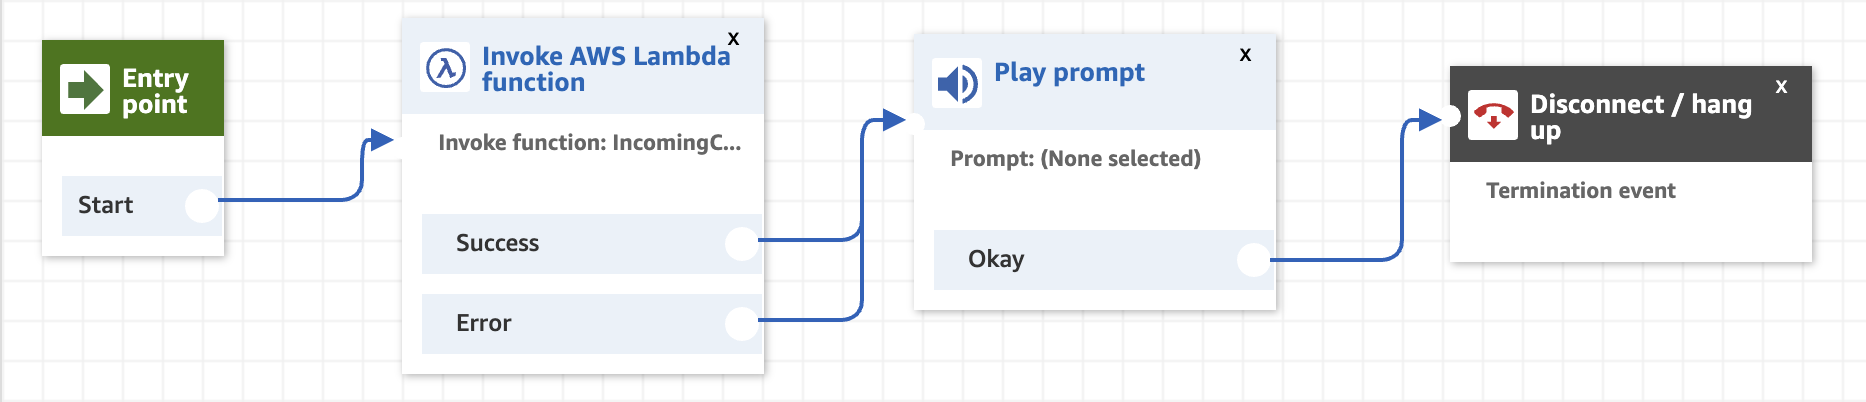 Entry
point
Start
Invoke AWS Lambda
function
X
Invoke function: IncomingC...
Success
Error
Play prompt
X
Prompt: (None selected)
Okay
Disconnect / hang
up
X
Termination event